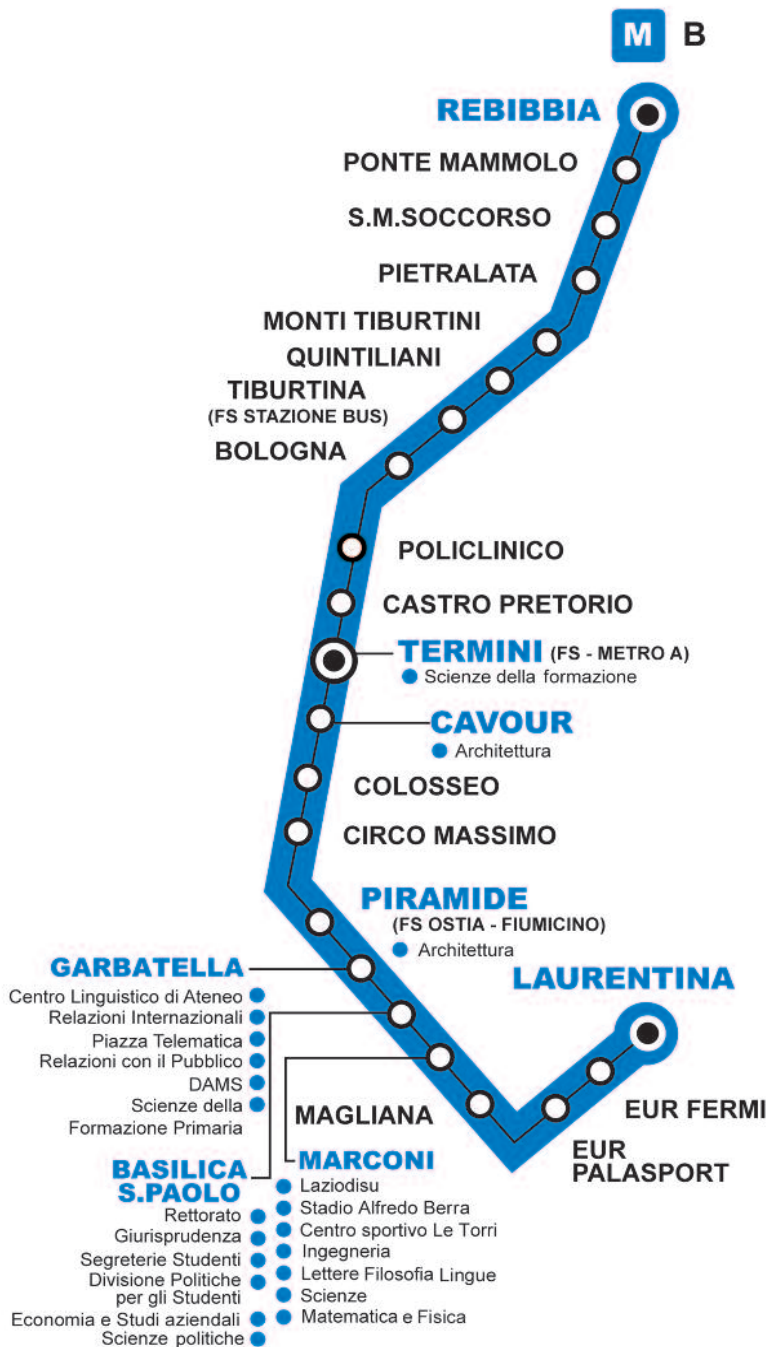 M B
REBIBBIA
PONTE MAMMOLO
S.M.SOCCORSO
PIETRALATA
MONTI TIBURTINI
QUINTILIANI
TIBURTINA
(FS STAZIONE BUS)
BOLOGNA
POLICLINICO
CASTRO PRETORIO
TERMINI (FS - METRO A)
Scienze della formazione
CAVOUR
Architettura
COLOSSEO
CIRCO MASSIMO
PIRAMIDE
(FS OSTIA - FIUMICINO)
Architettura
GARBATELLA
Centro Linguistico di Ateneo
Relazioni Internazionali
Piazza Telematica
Relazioni con il Pubblico
DAMS
Scienze della
Formazione Primaria
BASILICA
S.PAOLO
Rettorato
Giurisprudenza
Segreterie Studenti
Divisione Politiche
per gli Studenti
Economia e Studi aziendali
Scienze politiche
MARCONI
Laziodisu
Stadio Alfredo Berra
Centro sportivo Le Torri
Ingegneria
Lettere Filosofia Lingue
Scienze
Matematica e Fisica
MAGLIANA
EUR
PALASPORT
EUR FERMI
LAURENTINA